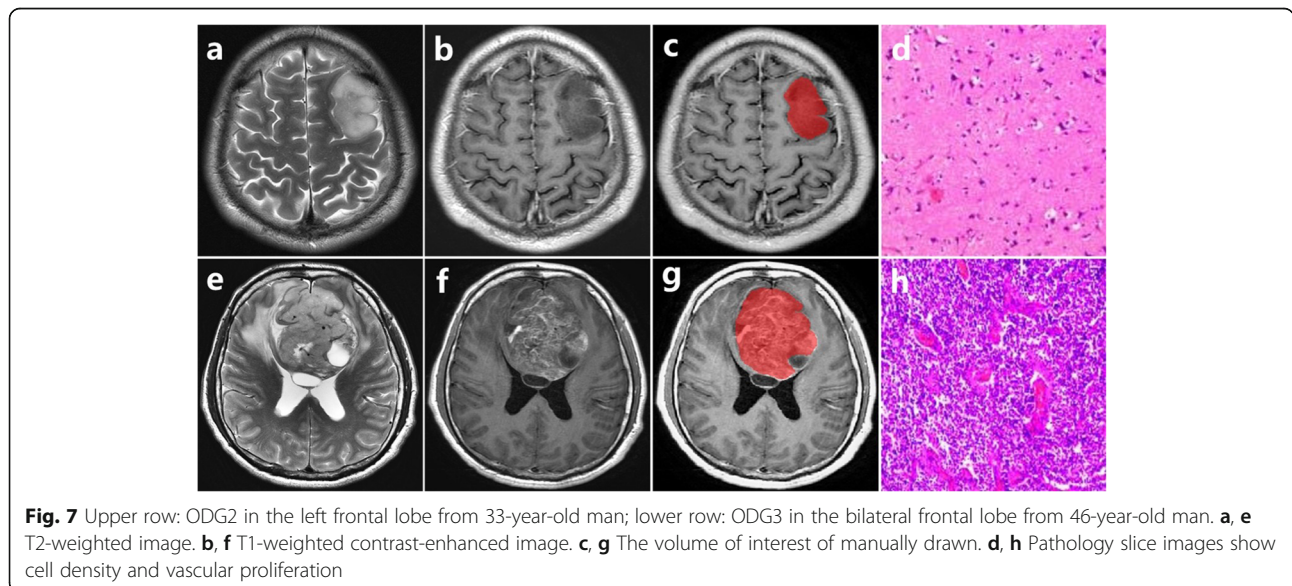 a
b
c
d
e
f
g
h
Fig. 7 Upper row: ODG2 in the left frontal lobe from 33-year-old man; lower row: ODG3 in the bilateral frontal lobe from 46-year-old man. a, e
T2-weighted image. b, f T1-weighted contrast-enhanced image. c, g The volume of interest of manually drawn. d, h Pathology slice images show
cell density and vascular proliferation